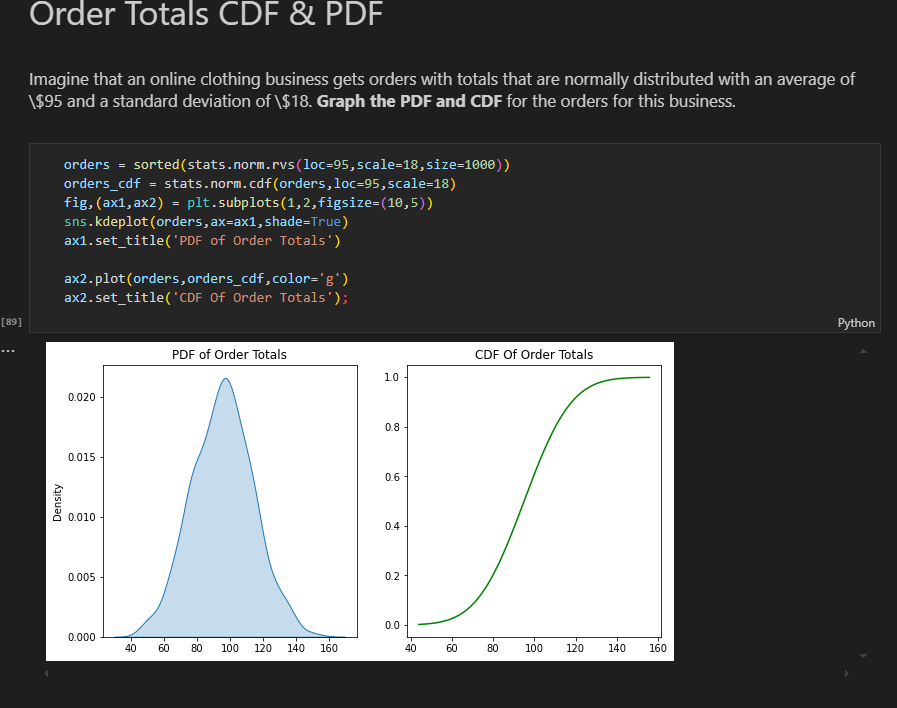 Order Totals CDF & PDF
Imagine that an online clothing business gets orders with totals that are normally distributed with an average of
\$95 and a standard deviation of \$18. Graph the PDF and CDF for the orders for this business.
orders = sorted(stats.norm.rvs(loc=95,scale=18,size=1000))
orders_cdf = stats.norm.cdf(orders,loc=95,scale=18)
fig,(ax1,ax2) = plt.subplots(1,2,figsize=(10,5))
sns.kdeplot(orders,ax=ax1,shade=True)
ax1.set_title('PDF of Order Totals')
ax2.plot(orders,orders_cdf,color='g')
ax2.set_title('CDF Of Order Totals');
[89]
Python
...
PDF of Order Totals
0.020
0.015
0.010
0.005
0.000
Density
40 60 80 100 120 140 160
CDF Of Order Totals
1.0
0.8
0.6
0.4
0.2
0.0
40 60 80 100 120 140 160